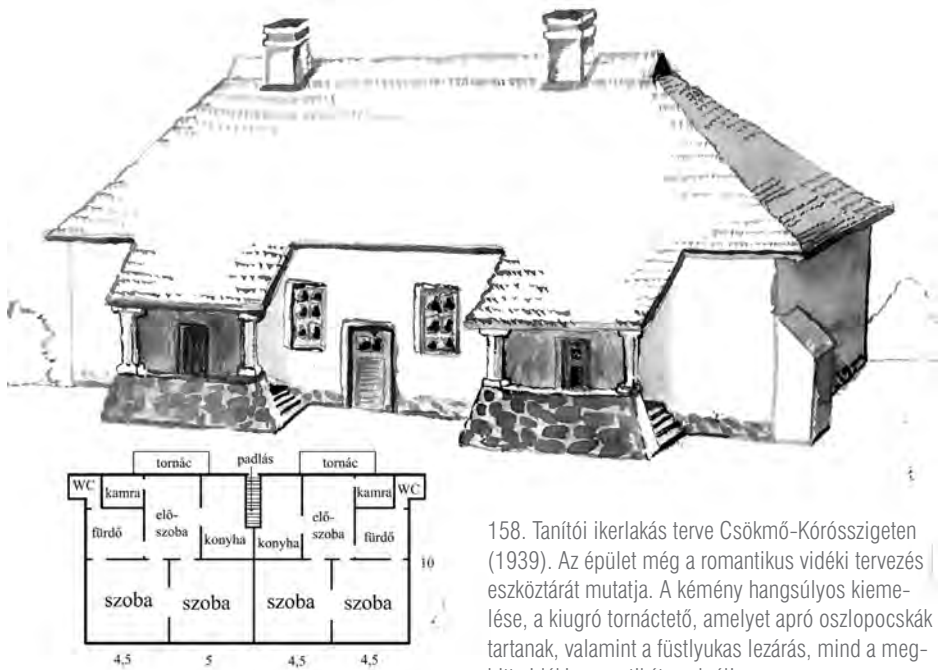 tornác padlás tornác
WC kamra kamra WC
fürdő elő- elő- fürdő
szoba konyha konyha szoba
10
szoba szoba szoba szoba
4,5 5 4,5 4,5
158. Tanítói ikerlakás terve Csökmő-Kórósszigeten
(1939). Az épület még a romantikus vidéki tervezés
eszköztárát mutatja. A kémény hangsúlyos kieme-
lése, a kiugró tornáctető, amelyet apró oszlopocskák
tartanak, valamint a füstlyukas lezárás, mind a meg-